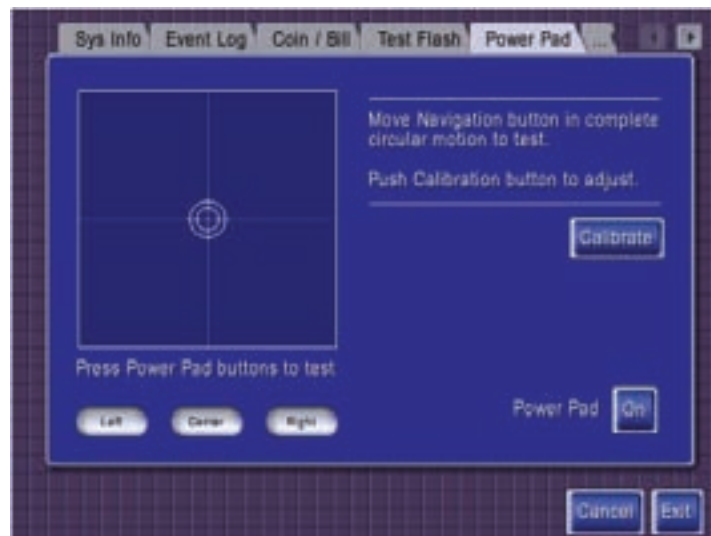 Sys Info Event Log Coin / Bill Test Flash Power Pad ...
Move Navigation button in complete
circular motion to test.
Push Calibration button to adjust.
Calibrate
Press Power Pad buttons to test
Left Center Right
Power Pad On
Cancel Exit